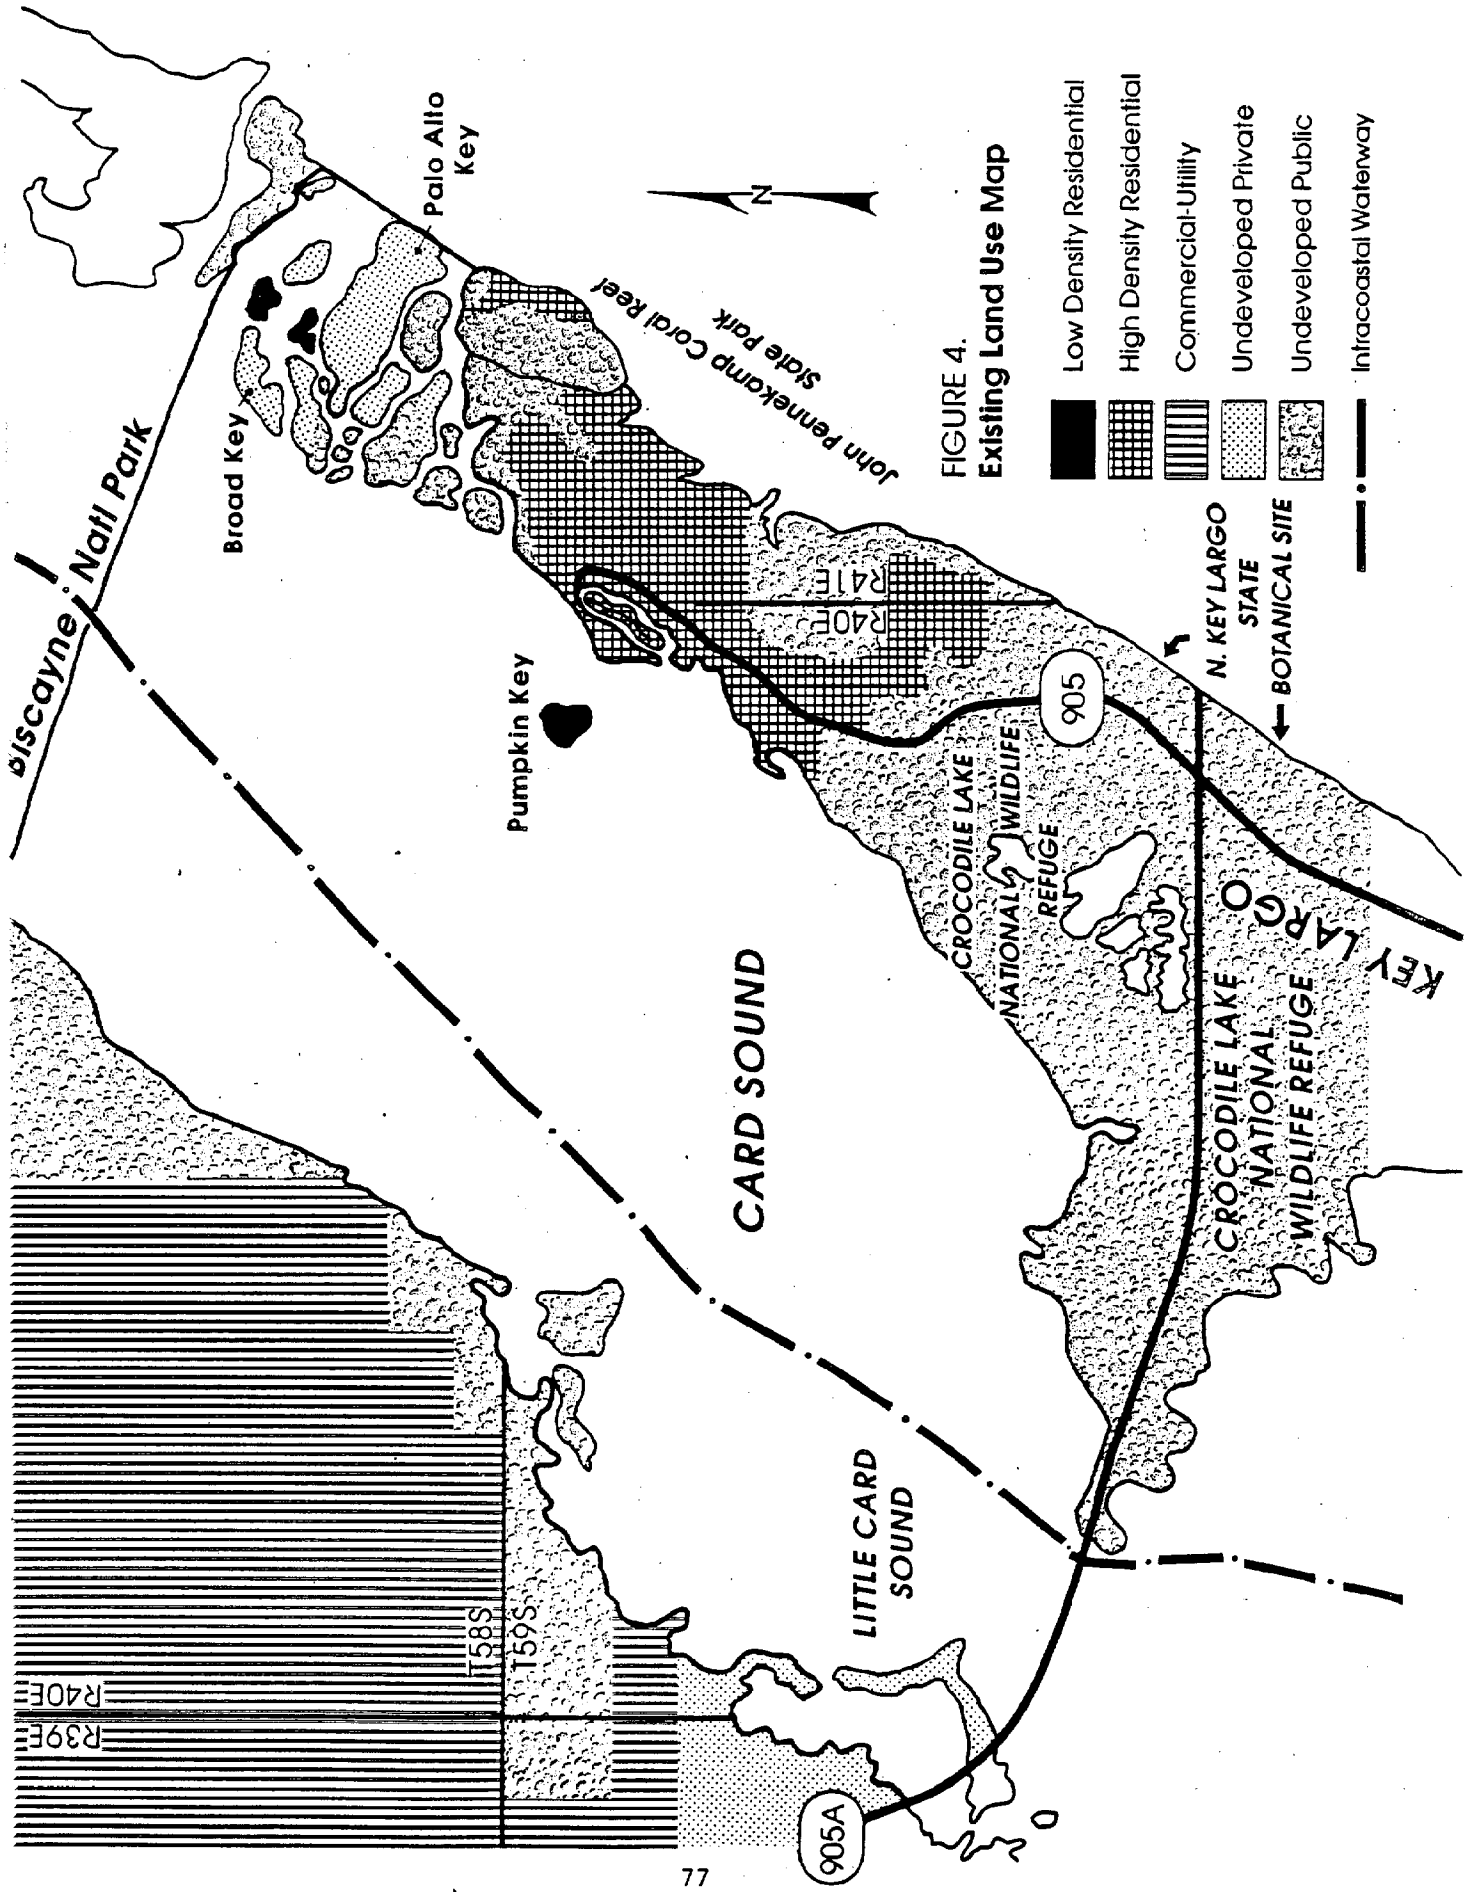 Biscayne Natl Park
Broad Key
Palo Alto
Key
Pumpkin Key
John Pennekamp Coral Reef
State Park
N
FIGURE 4.
Existing Land Use Map
Low Density Residential
High Density Residential
Commercial-Utility
Undeveloped Private
Undeveloped Public
Intracoastal Waterway
R41E
R40E
905
CROCODILE LAKE
NATIONAL WILDLIFE
REFUGE
N. KEY LARGO
STATE
BOTANICAL SITE
KEY LARGO
CROCODILE LAKE
NATIONAL
WILDLIFE REFUGE
CARD SOUND
LITTLE CARD
SOUND
T58S
T59S
R40E
R39E
905A
77